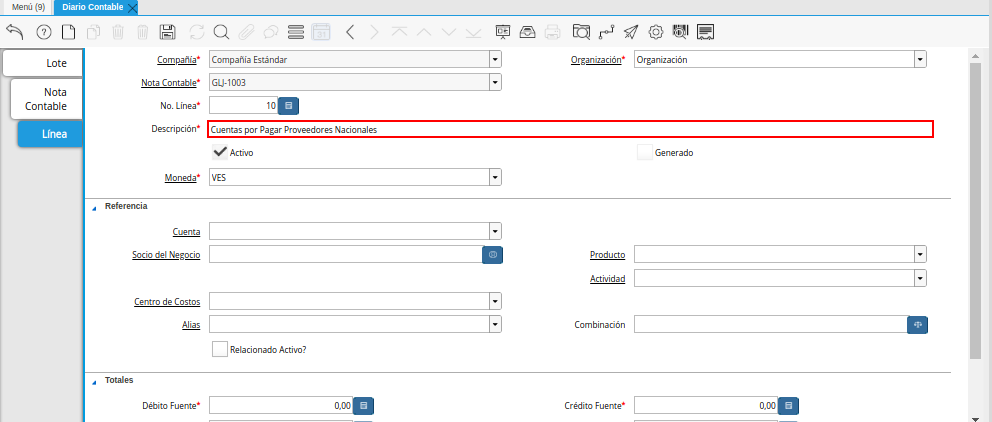 Menú (9) Diario Contable
Lote
Nota
Contable
Línea
Compañía* Compañía Estándar Organización* Organización
Nota Contable* GLJ-1003
No. Línea* 10
Descripción* Cuentas por Pagar Proveedores Nacionales
Activo Generado
Moneda* VES
Referencia
Cuenta
Socio del Negocio Producto
Actividad
Centro de Costos
Alias Combinación
Relacionado Activo?
Totales
Débito Fuente* 0,00 Crédito Fuente* 0,00